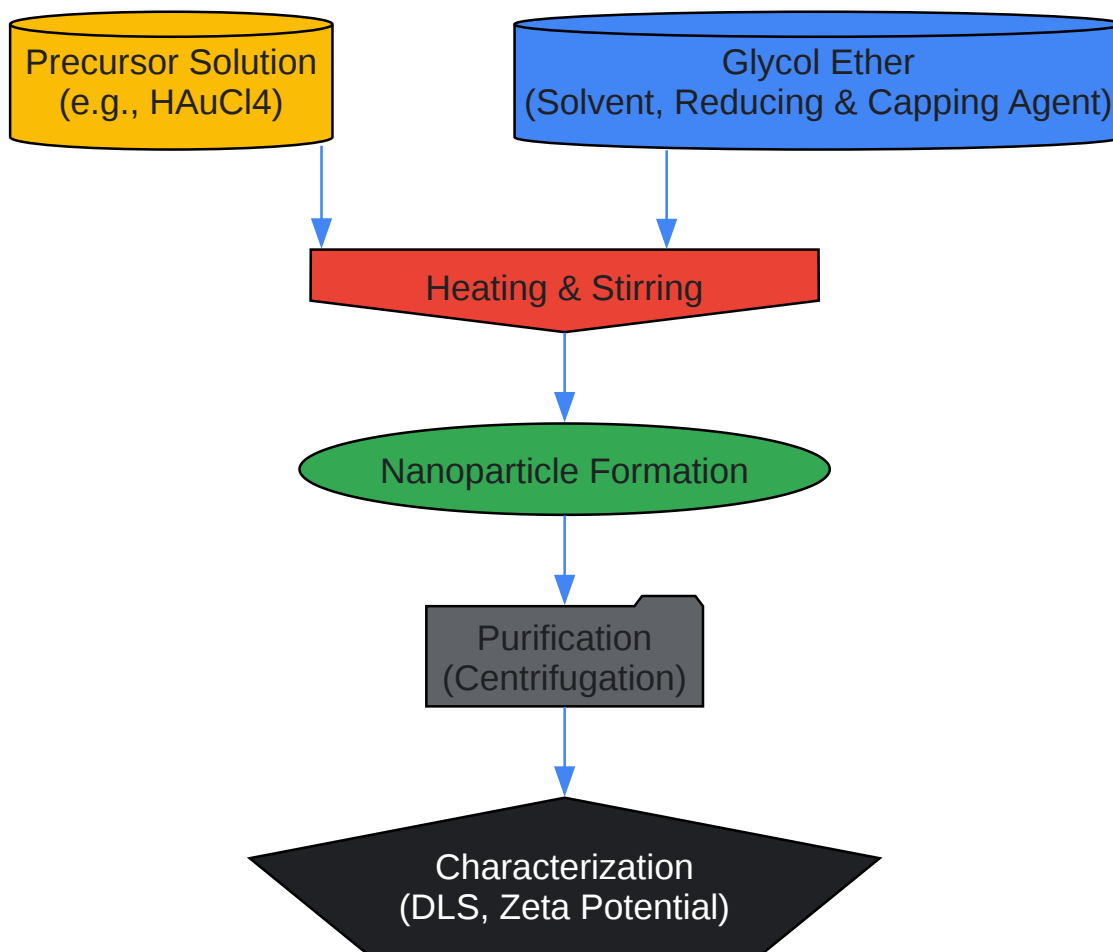 Precursor Solution
(e.g., HAuCl4)
Glycol Ether
(Solvent, Reducing & Capping Agent)
Heating & Stirring
Nanoparticle Formation
Purification
(Centrifugation)
Characterization
(DLS, Zeta Potential)